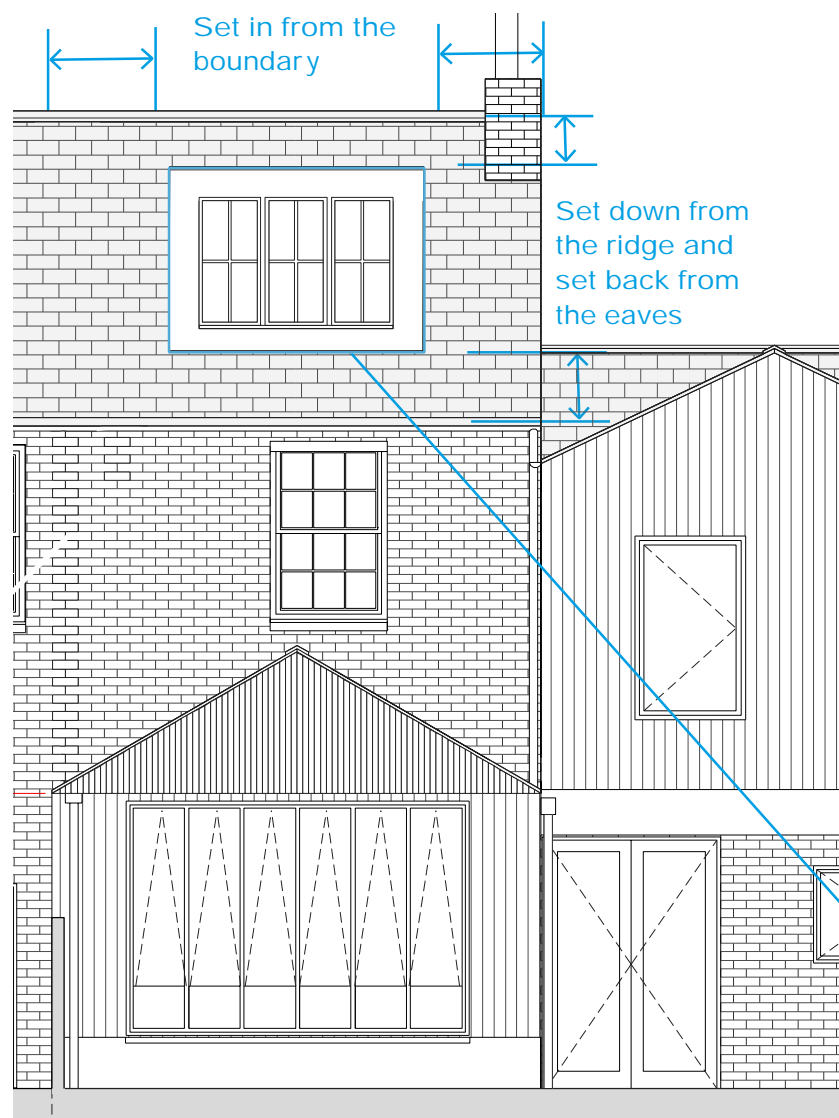 Set in from the
boundary
Set down from
the ridge and
set back from
the eaves